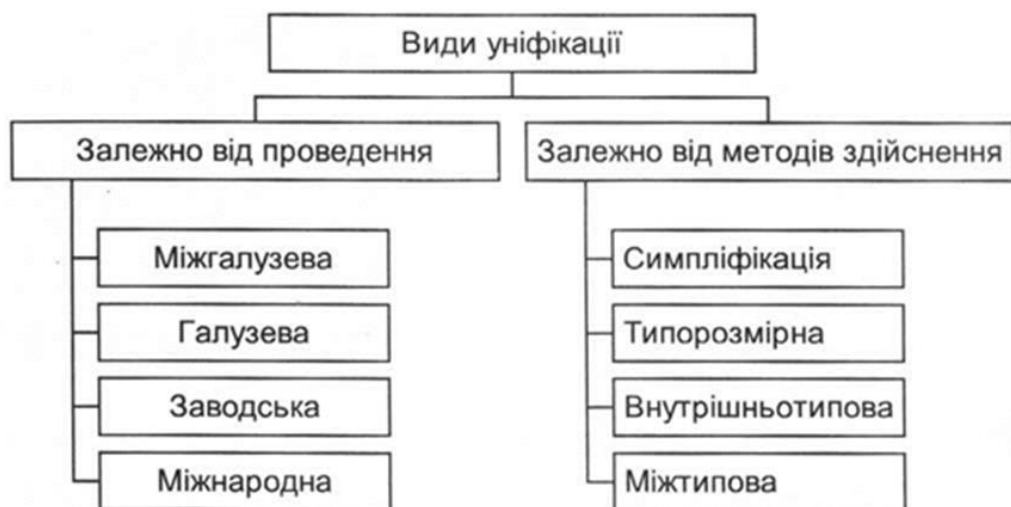 Види уніфікації
Залежно від проведення
Міжгалузева
Галузева
Заводська
Міжнародна
Залежно від методів здійснення
Симпліфікація
Типорозмірна
Внутрішньотипова
Міжтипова